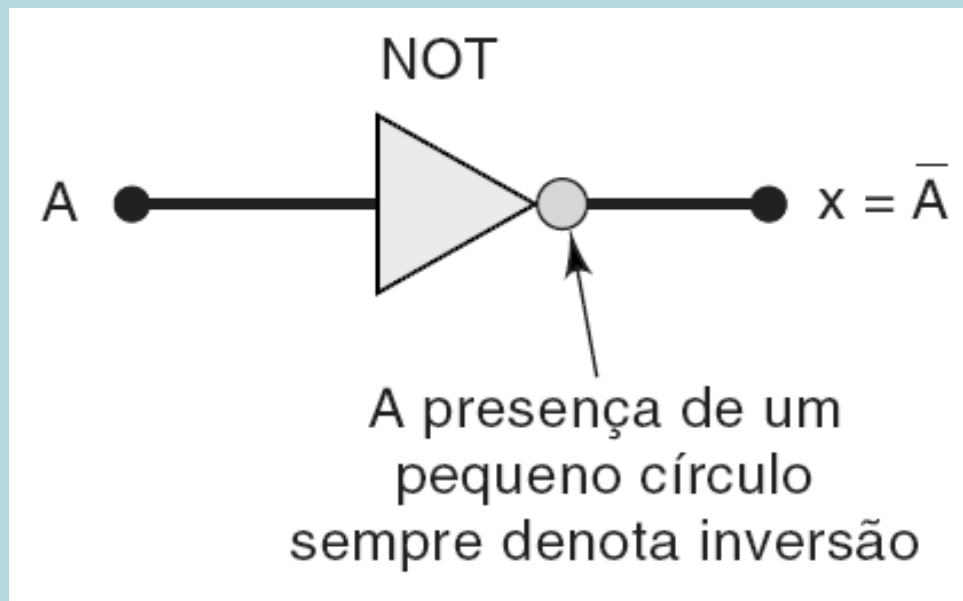 NOT
A
x = A̅
A presença de um
pequeno círculo
sempre denota inversão